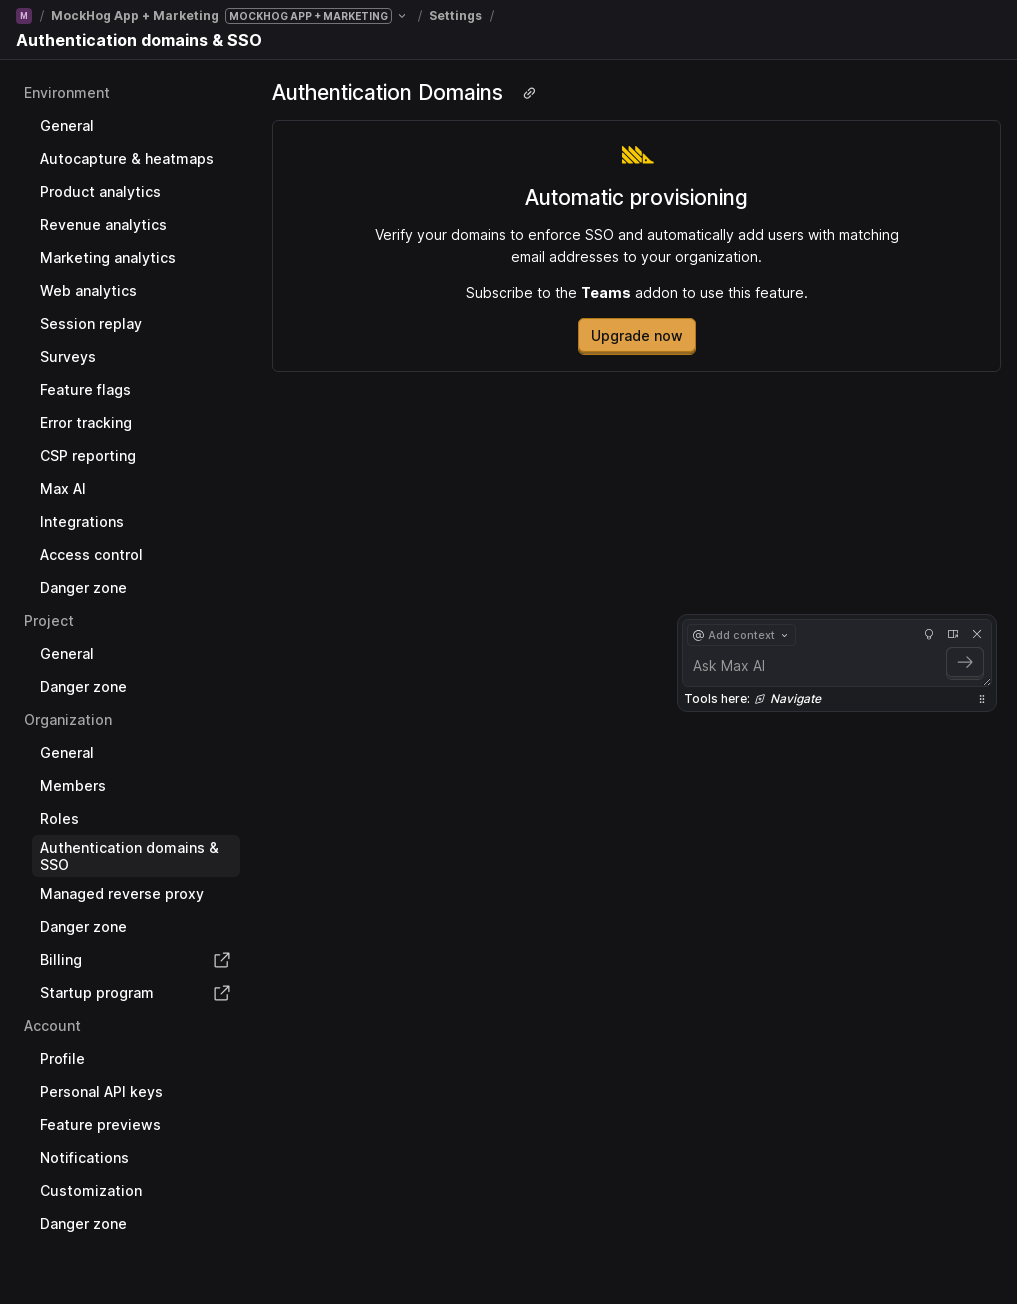 M / MockHog App + Marketing MOCKHOG APP + MARKETING / Settings /
Authentication domains & SSO
Environment
General
Autocapture & heatmaps
Product analytics
Revenue analytics
Marketing analytics
Web analytics
Session replay
Surveys
Feature flags
Error tracking
CSP reporting
Max AI
Integrations
Access control
Danger zone
Project
General
Danger zone
Organization
General
Members
Roles
Authentication domains &
SSO
Managed reverse proxy
Danger zone
Billing
Startup program
Account
Profile
Personal API keys
Feature previews
Notifications
Customization
Danger zone
Authentication Domains
Automatic provisioning
Verify your domains to enforce SSO and automatically add users with matching
email addresses to your organization.
Subscribe to the Teams addon to use this feature.
Upgrade now
@ Add context
Ask Max AI
Tools here: Navigate